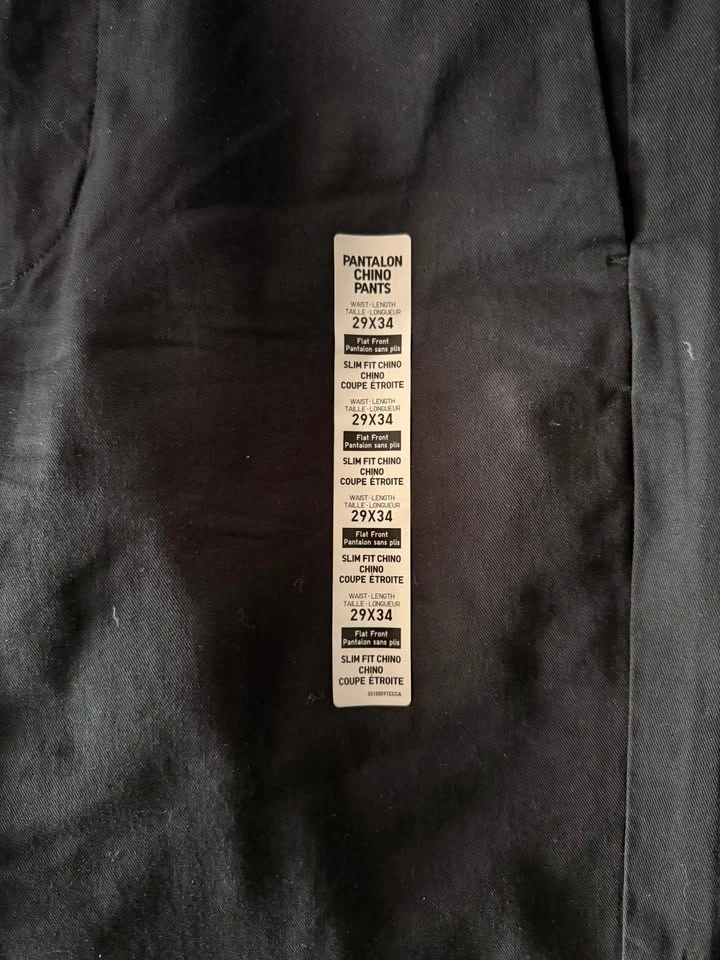 PANTALON
CHINO
PANTS
WAIST-LENGTH
TAILLE-LONGUEUR
29X34
Flat Front
Pantalon sans plis
SLIM FIT CHINO
CHINO
COUPE ÉTROITE
WAIST-LENGTH
TAILLE-LONGUEUR
29X34
Flat Front
Pantalon sans plis
SLIM FIT CHINO
CHINO
COUPE ÉTROITE
WAIST-LENGTH
TAILLE-LONGUEUR
29X34
Flat Front
Pantalon sans plis
SLIM FIT CHINO
CHINO
COUPE ÉTROITE
WAIST-LENGTH
TAILLE-LONGUEUR
29X34
Flat Front
Pantalon sans plis
SLIM FIT CHINO
CHINO
COUPE ÉTROITE